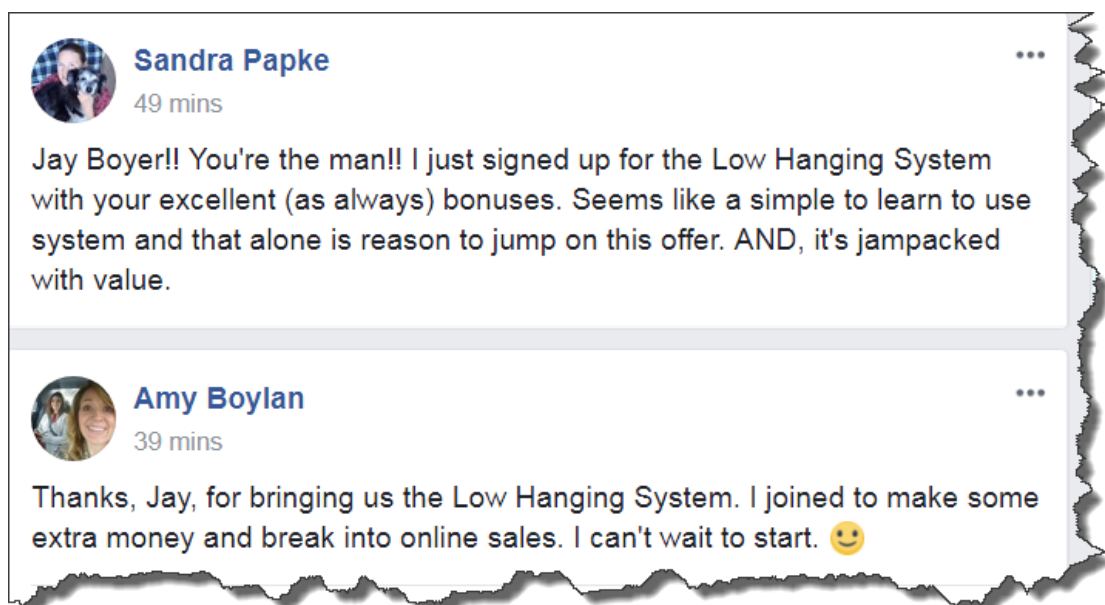 Sandra Papke
49 mins
Jay Boyer!! You're the man!! I just signed up for the Low Hanging System
with your excellent (as always) bonuses. Seems like a simple to learn to use
system and that alone is reason to jump on this offer. AND, it's jampacked
with value.
Amy Boylan
39 mins
Thanks, Jay, for bringing us the Low Hanging System. I joined to make some
extra money and break into online sales. I can't wait to start. 🙂